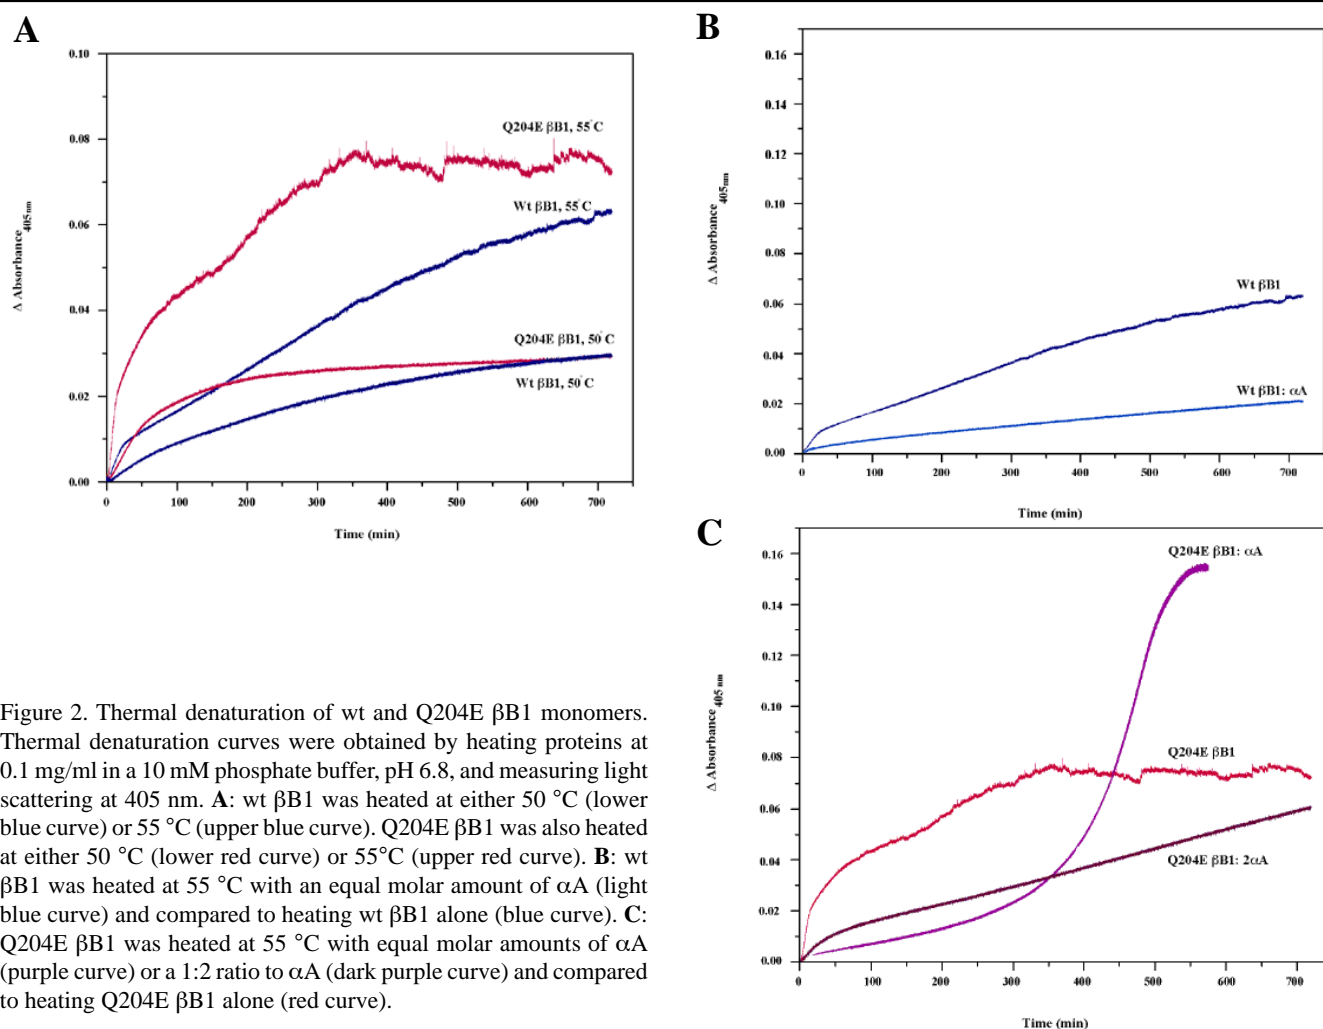 A
0.10
0.08
0.06
0.04
0.02
0.00
Δ Absorbance405nm
Q204E βB1, 55°C
Wt βB1, 55°C
Q204E βB1, 50°C
Wt βB1, 50°C
100
200
300
400
500
600
700
0
Time (min)
B
0.16
0.14
0.12
0.10
0.08
0.06
0.04
0.02
0.00
Δ Absorbance405nm
Wt βB1
Wt βB1: αA
0
100
200
300
400
500
600
700
Time (min)
C
0.16
0.14
0.12
0.10
0.08
0.06
0.04
0.02
0.00
Δ Absorbance405 nm
Q204E βB1: αA
Q204E βB1
Q204E βB1: 2αA
0
100
200
300
400
500
600
700
Time (min)
Figure 2. Thermal denaturation of wt and Q204E βB1 monomers.
Thermal denaturation curves were obtained by heating proteins at
0.1 mg/ml in a 10 mM phosphate buffer, pH 6.8, and measuring light
scattering at 405 nm. A: wt βB1 was heated at either 50 °C (lower
blue curve) or 55 °C (upper blue curve). Q204E βB1 was also heated
at either 50 °C (lower red curve) or 55°C (upper red curve). B: wt
βB1 was heated at 55 °C with an equal molar amount of αA (light
blue curve) and compared to heating wt βB1 alone (blue curve). C:
Q204E βB1 was heated at 55 °C with equal molar amounts of αA
(purple curve) or a 1:2 ratio to αA (dark purple curve) and compared
to heating Q204E βB1 alone (red curve).